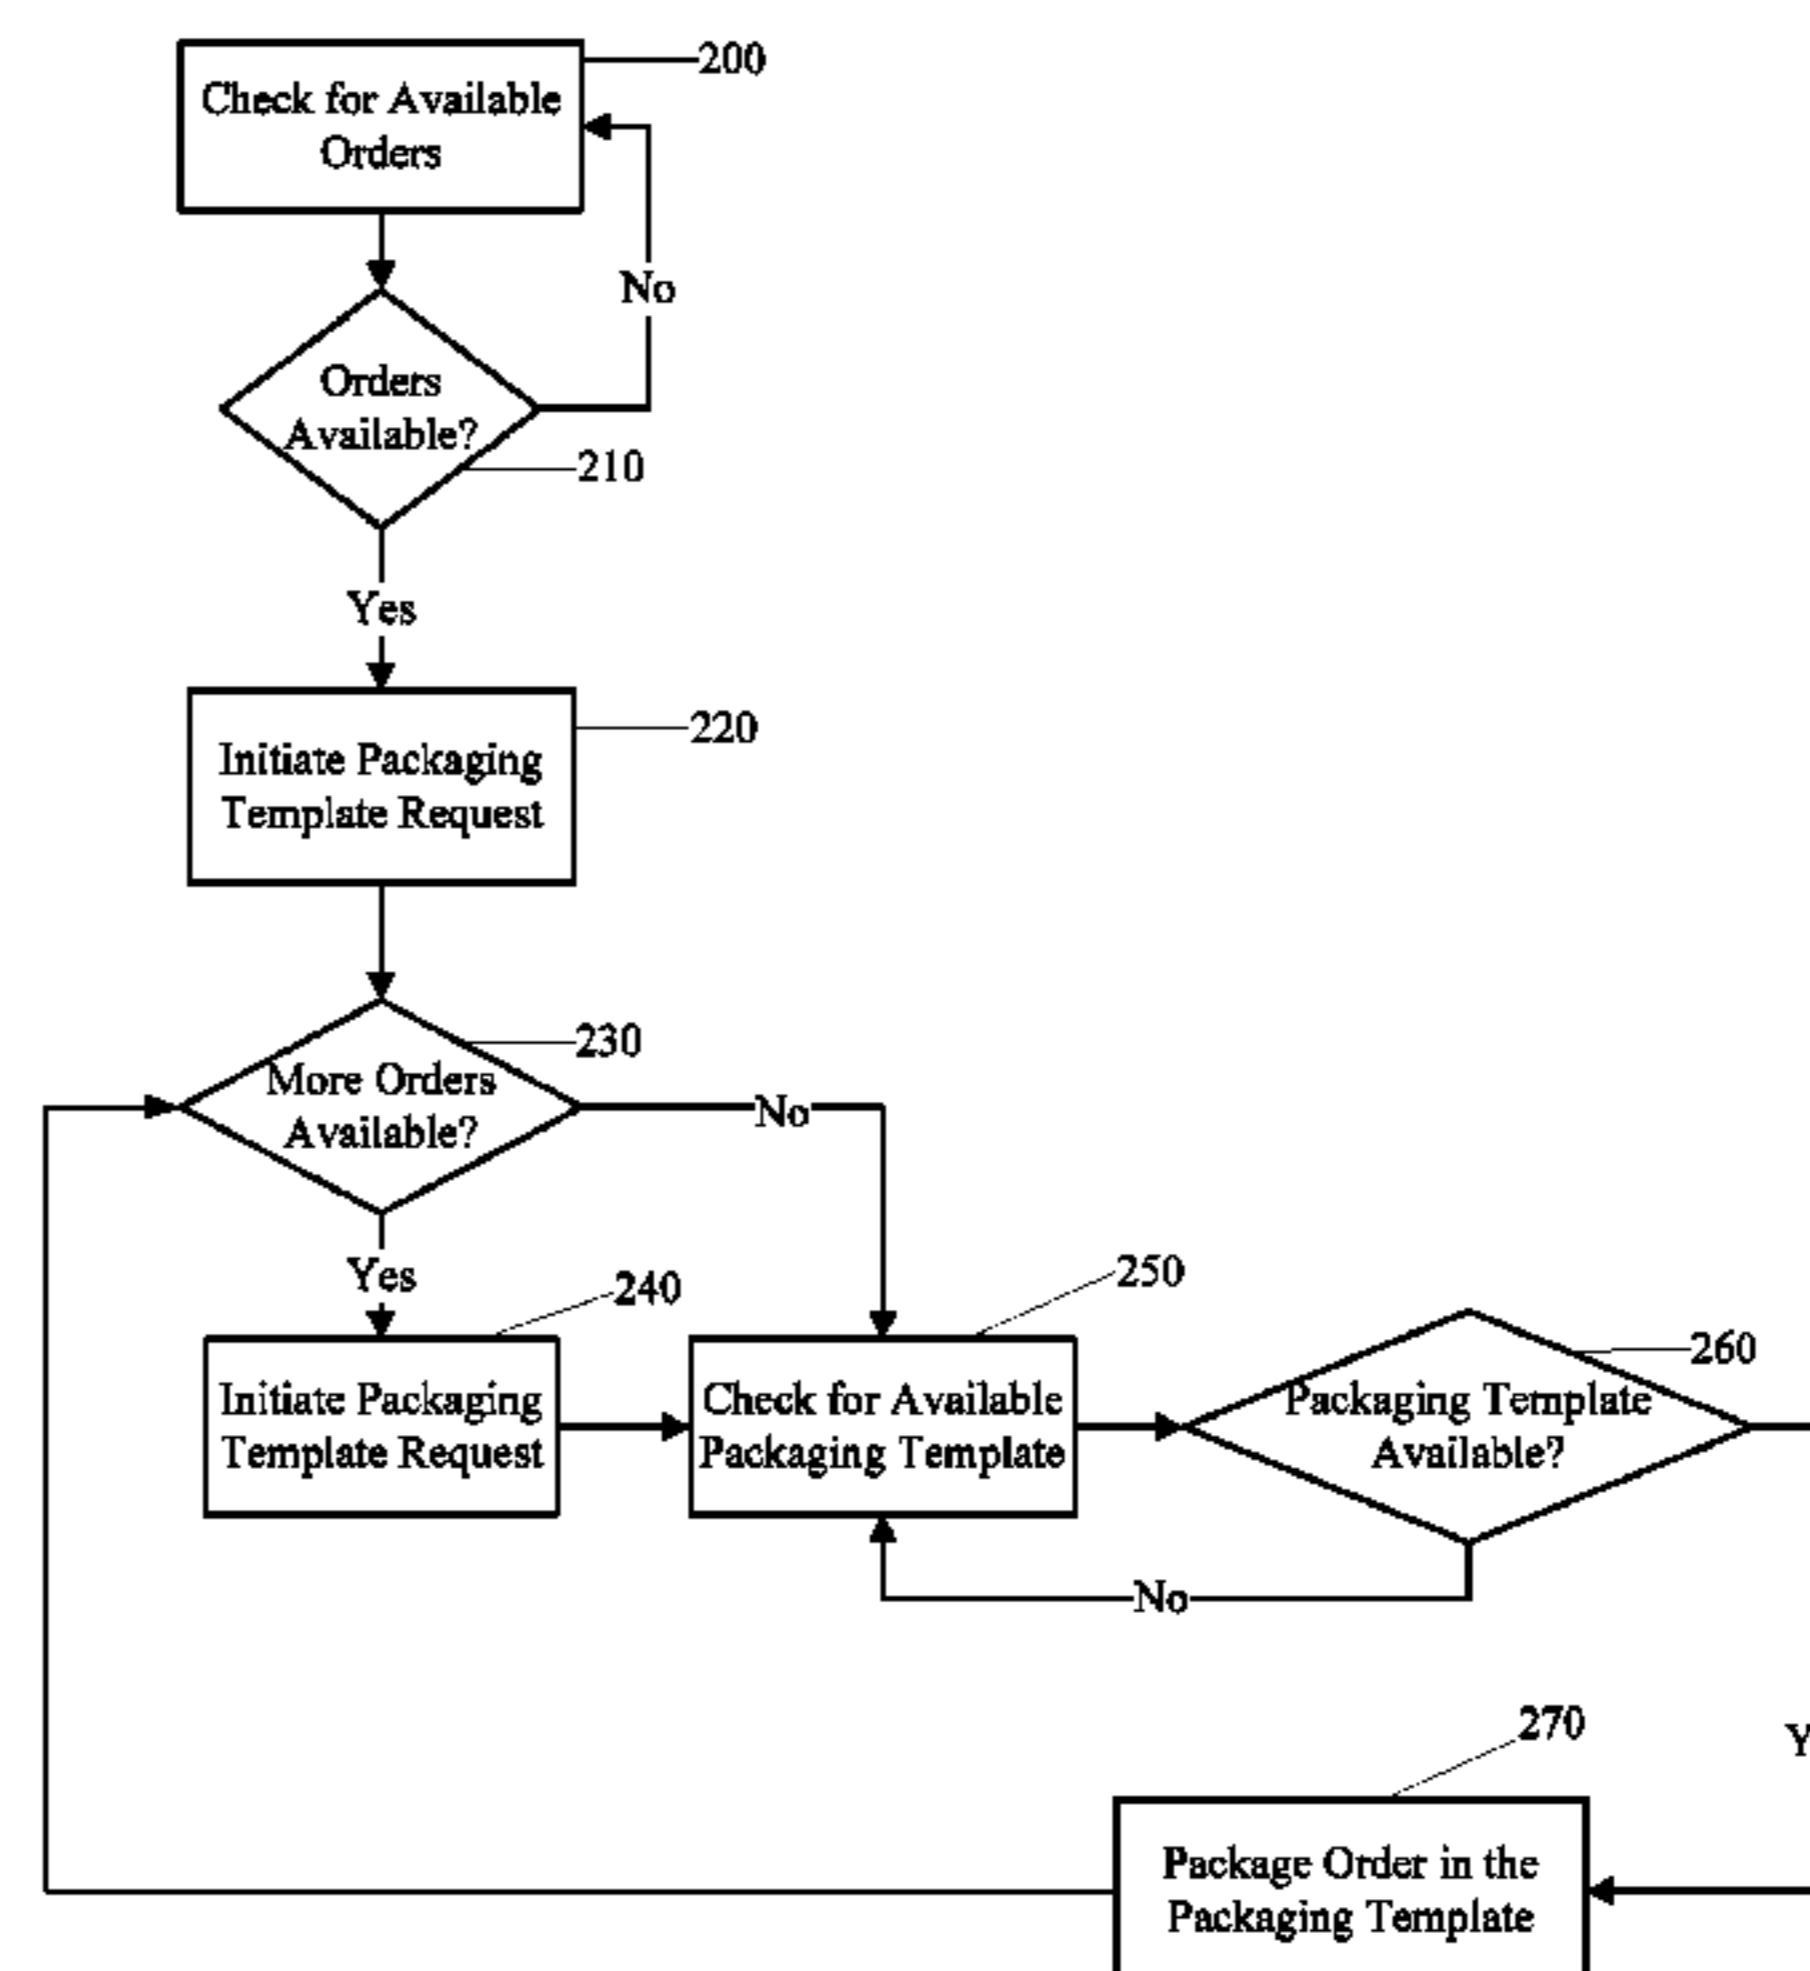 200
Check for Available
Orders
No
Orders
Available?
210
Yes
220
Initiate Packaging
Template Request
230
More Orders
Available?
No
Yes
240
250
260
Initiate Packaging
Template Request
Check for Available
Packaging Template
Packaging Template
Available?
No
270
Y
Package Order in the
Packaging Template